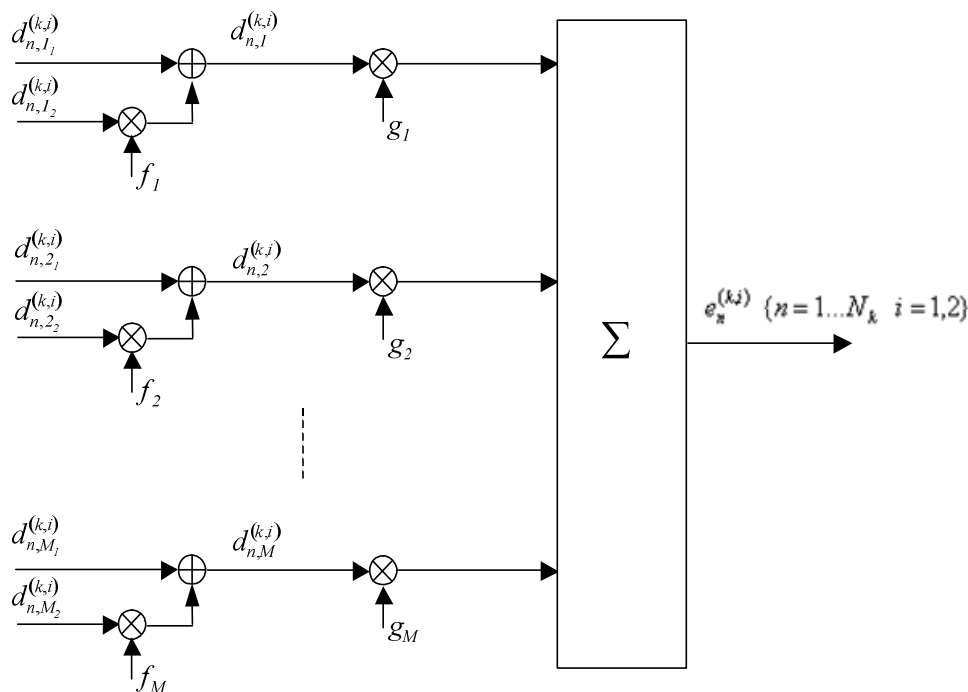 d_{n,1_1}^{(k,i)} d_{n,1}^{(k,i)}
d_{n,1_2}^{(k,i)}
g_1
f_1
d_{n,2_1}^{(k,i)} d_{n,2}^{(k,i)}
d_{n,2_2}^{(k,i)}
g_2
f_2
Σ
e_n^{(k,i)} {n=1...N_k i=1,2}
d_{n,M_1}^{(k,i)} d_{n,M}^{(k,i)}
d_{n,M_2}^{(k,i)}
g_M
f_M